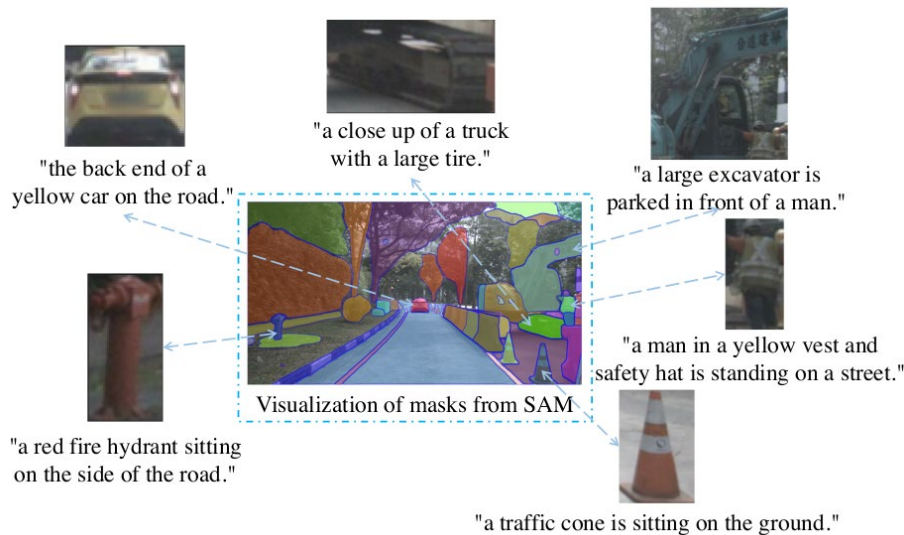 "the back end of a
yellow car on the road."
"a close up of a truck
with a large tire."
"a large excavator is
parked in front of a man."
"a man in a yellow vest and
safety hat is standing on a street."
Visualization of masks from SAM
"a red fire hydrant sitting
on the side of the road."
"a traffic cone is sitting on the ground."